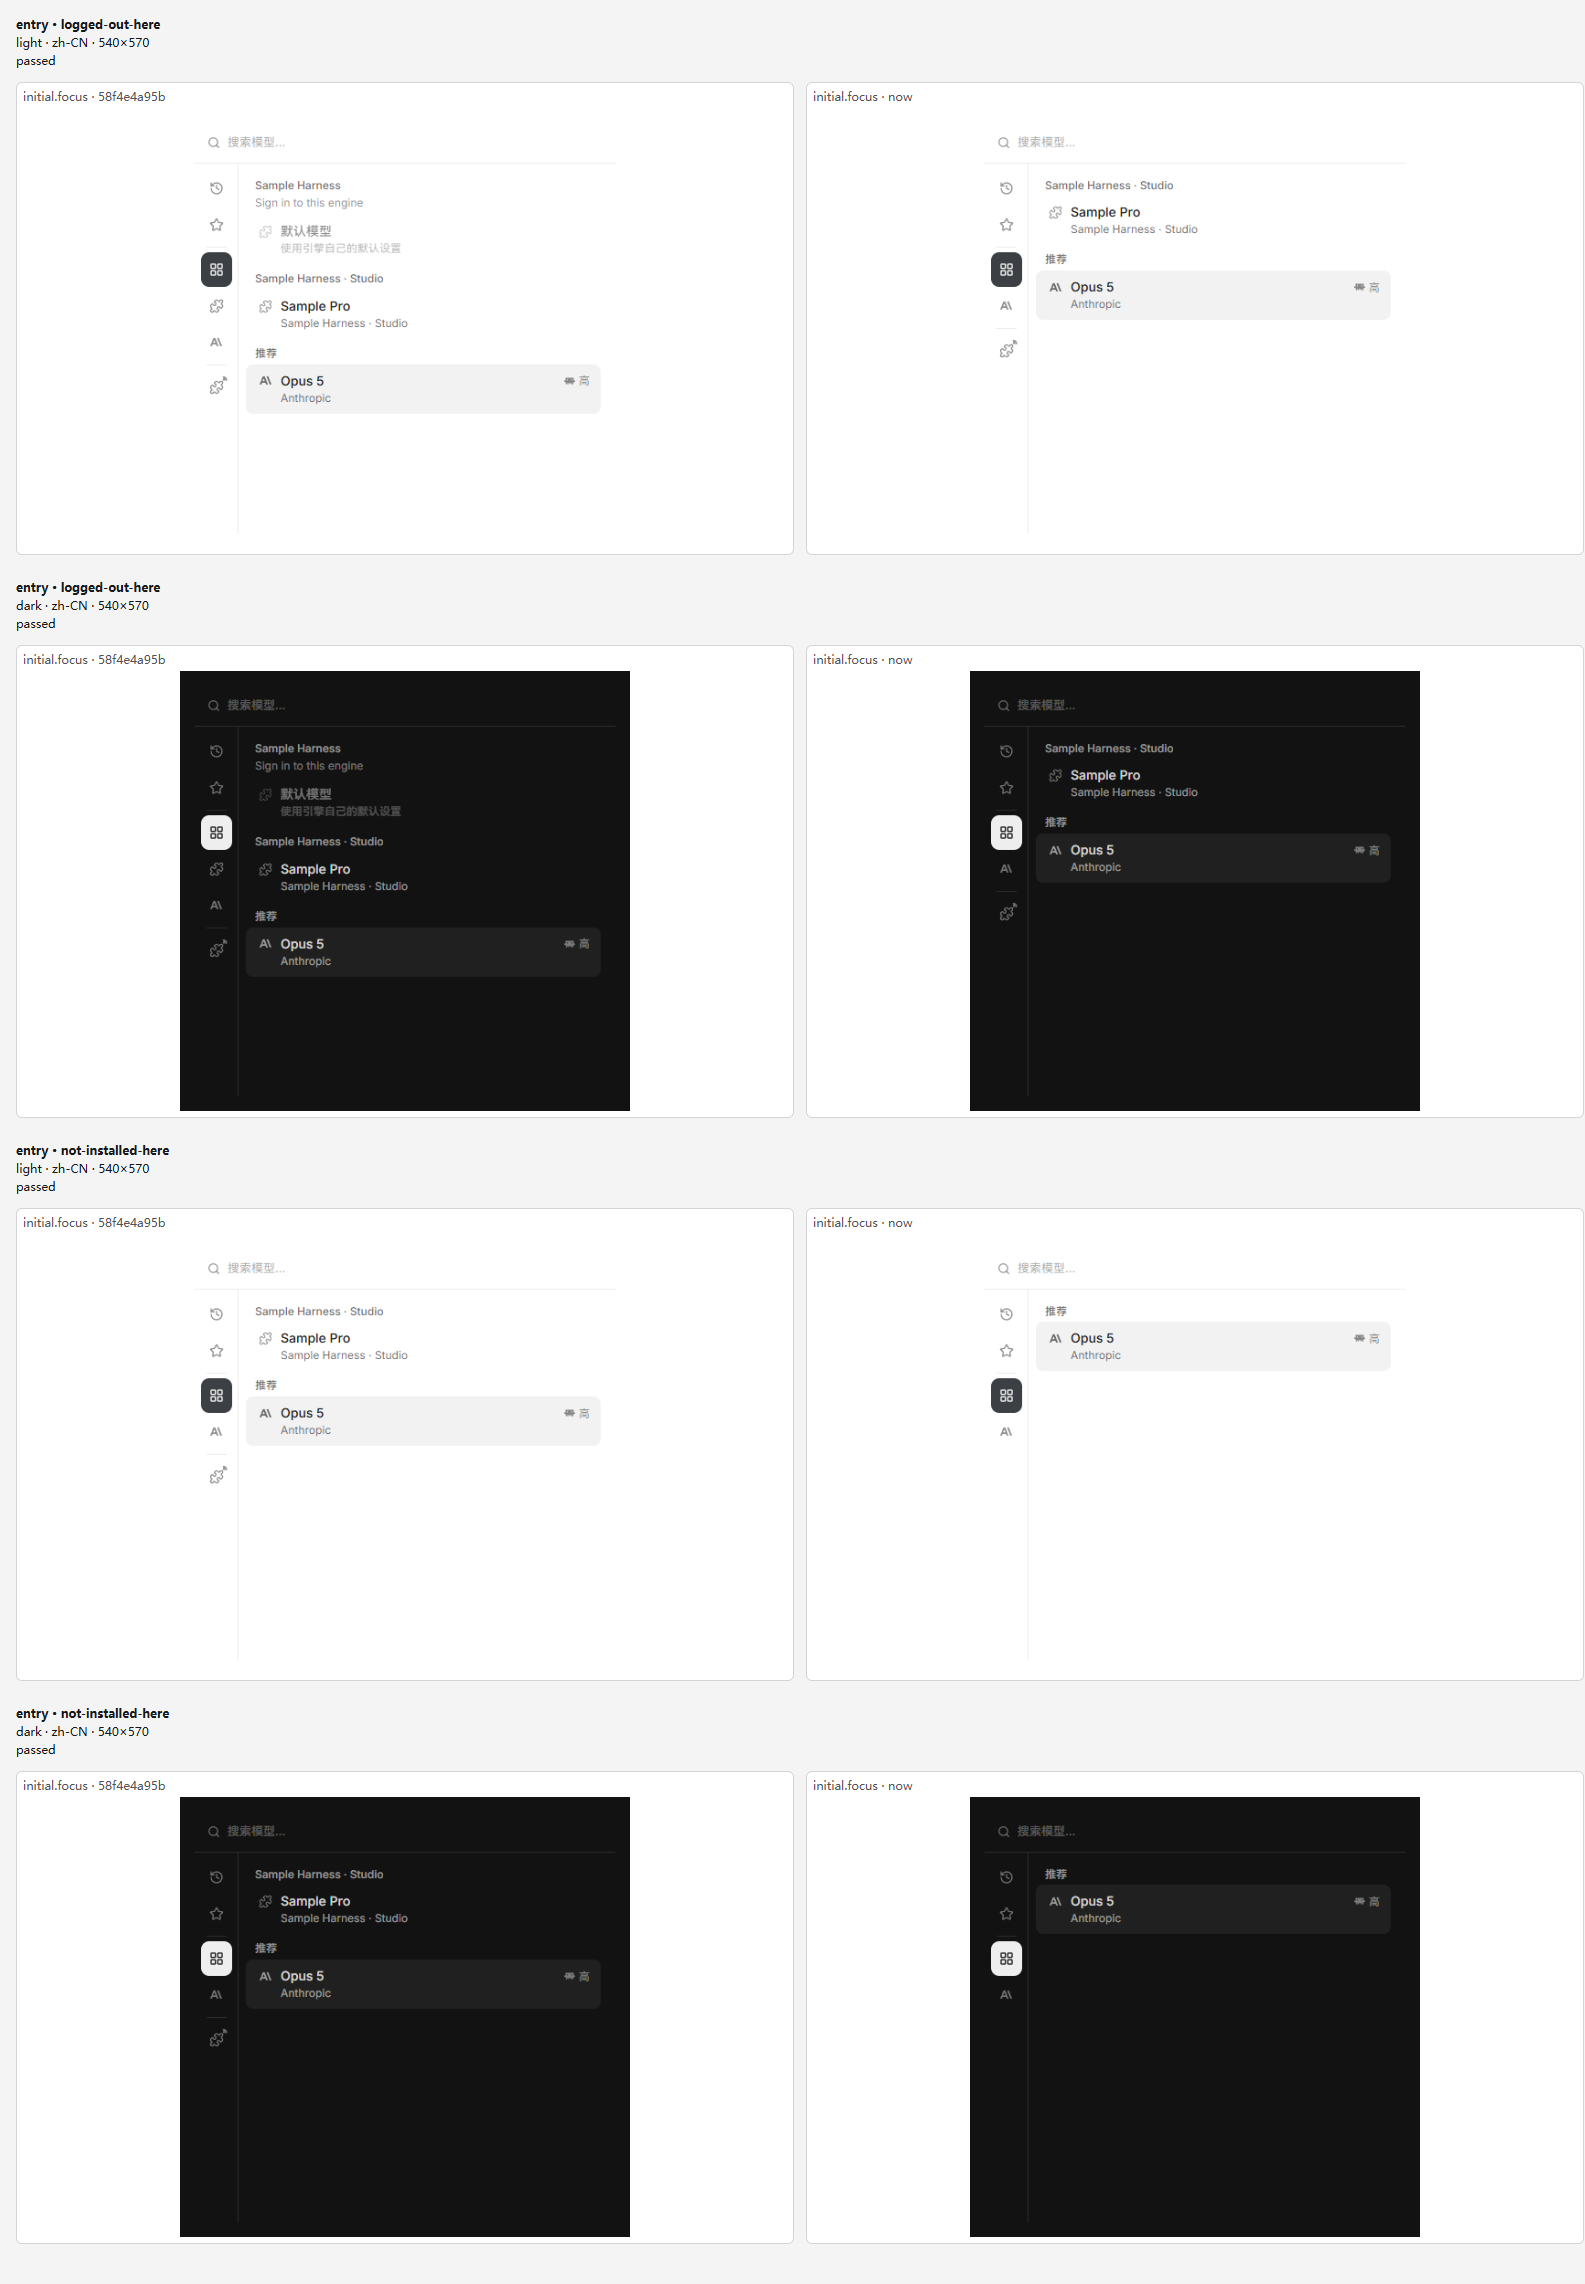 entry • logged-out-here
light · zh-CN · 540×570
passed
initial.focus · 58f4e4a95b
搜索模型...
Sample Harness
Sign in to this engine
默认模型
使用引擎自己的默认设置
Sample Harness · Studio
Sample Pro
Sample Harness · Studio
推荐
Opus 5
高
Anthropic
initial.focus · now
搜索模型...
Sample Harness · Studio
Sample Pro
Sample Harness · Studio
推荐
Opus 5
高
Anthropic
entry • logged-out-here
dark · zh-CN · 540×570
passed
initial.focus · 58f4e4a95b
搜索模型...
Sample Harness
Sign in to this engine
默认模型
使用引擎自己的默认设置
Sample Harness · Studio
Sample Pro
Sample Harness · Studio
推荐
Opus 5
高
Anthropic
initial.focus · now
搜索模型...
Sample Harness · Studio
Sample Pro
Sample Harness · Studio
推荐
Opus 5
高
Anthropic
entry • not-installed-here
light · zh-CN · 540×570
passed
initial.focus · 58f4e4a95b
搜索模型...
Sample Harness · Studio
Sample Pro
Sample Harness · Studio
推荐
Opus 5
高
Anthropic
initial.focus · now
搜索模型...
推荐
Opus 5
高
Anthropic
entry • not-installed-here
dark · zh-CN · 540×570
passed
initial.focus · 58f4e4a95b
搜索模型...
Sample Harness · Studio
Sample Pro
Sample Harness · Studio
推荐
Opus 5
高
Anthropic
initial.focus · now
搜索模型...
推荐
Opus 5
高
Anthropic